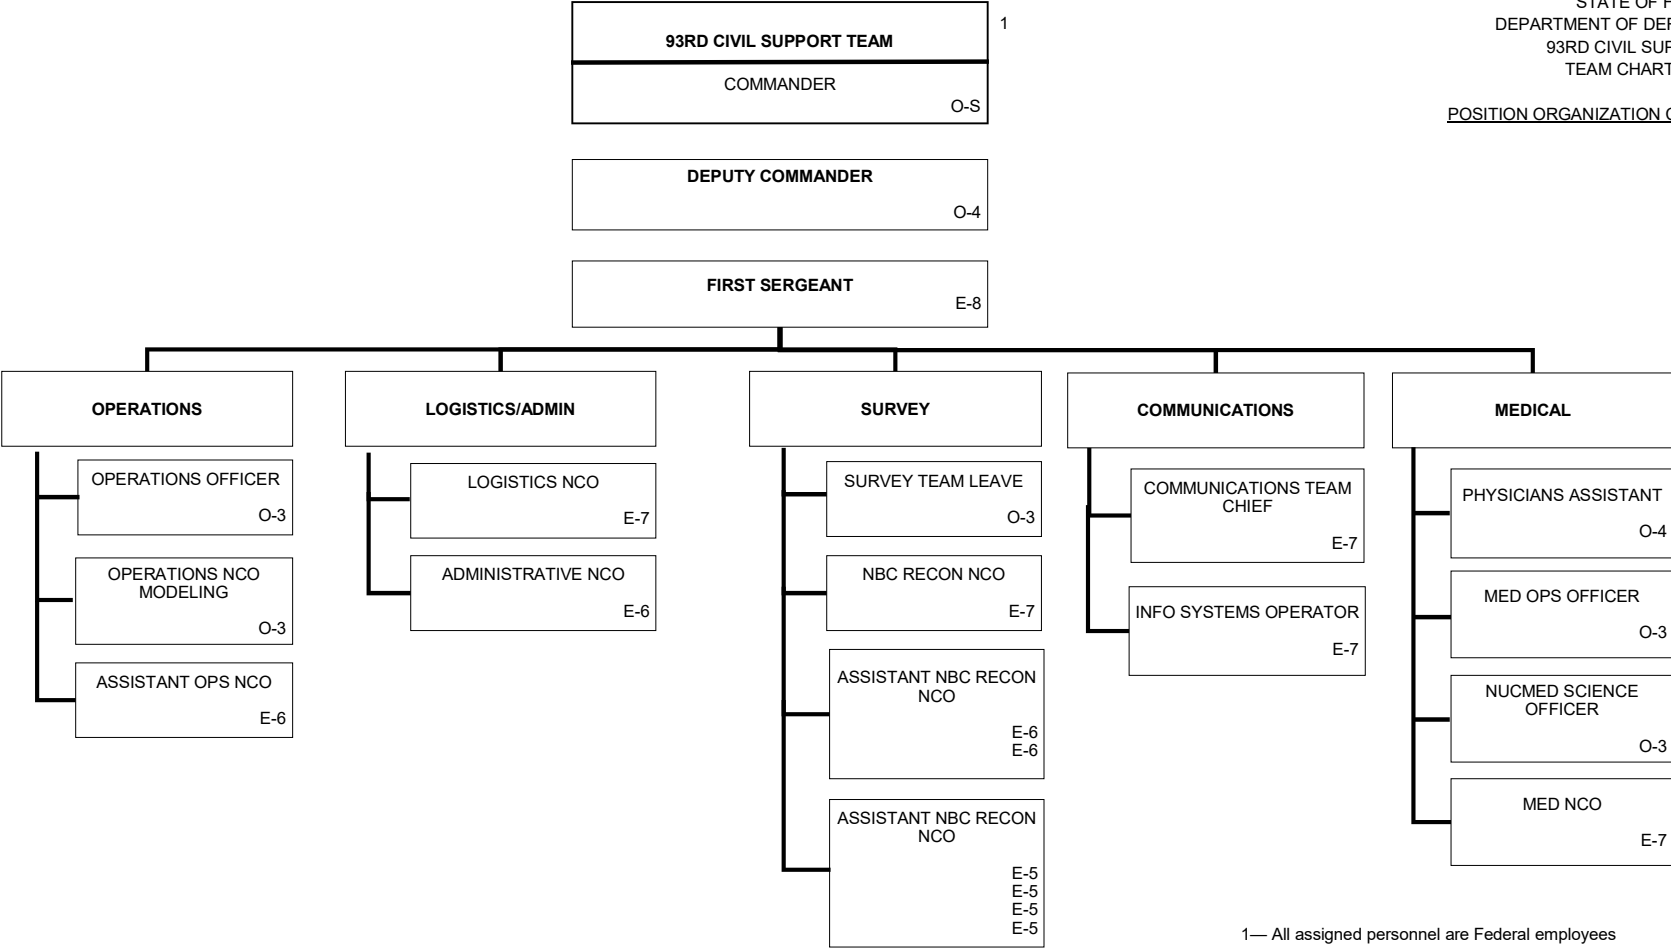 93RD CIVIL SUPPORT TEAM
1
COMMANDER
O-S
STATE OF
DEPARTMENT OF
93RD CIVIL
TEAM CHART
POSITION ORGANIZATION
DEPUTY COMMANDER
O-4
FIRST SERGEANT
E-8
OPERATIONS
OPERATIONS OFFICER
O-3
OPERATIONS NCO
MODELING
O-3
ASSISTANT OPS NCO
E-6
LOGISTICS/ADMIN
LOGISTICS NCO
E-7
ADMINISTRATIVE NCO
E-6
SURVEY
SURVEY TEAM LEAVE
O-3
NBC RECON NCO
E-7
ASSISTANT NBC RECON
NCO
E-6
E-6
ASSISTANT NBC RECON
NCO
E-5
E-5
E-5
E-5
COMMUNICATIONS
COMMUNICATIONS TEAM
CHIEF
E-7
INFO SYSTEMS OPERATOR
E-7
MEDICAL
PHYSICIANS ASSISTANT
O-4
MED OPS OFFICER
O-3
NUCMED SCIENCE
OFFICER
O-3
MED NCO
E-7
1— All assigned personnel are Federal employees